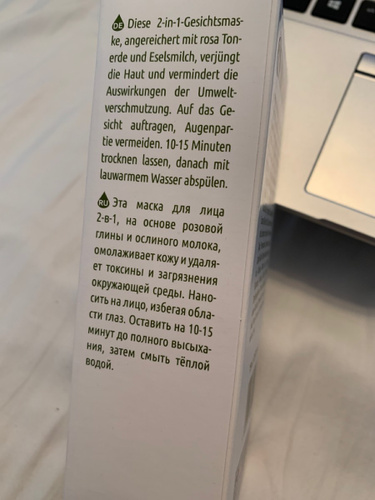 DE Diese 2-in-1-Gesichtsmas-
ke, angereichert mit rosa Ton-
erde und Eselsmilch, verjüngt
die Haut und vermindert die
Auswirkungen der Umwelt-
verschmutzung. Auf das Ge-
sicht auftragen, Augenpar-
tie vermeiden. 10-15 Minuten
trocknen lassen, danach mit
lauwarmem Wasser abspülen.
RU Эта маска для лица
2-в-1, на основе розовой
глины и ослиного молока,
омолаживает кожу и удаля-
ет токсины и загрязнения
окружающей среды. Нано-
сить на лицо, избегая обла-
сти глаз. Оставить на 10-15
минут до полного высыха-
ния, затем смыть тёплой
водой.